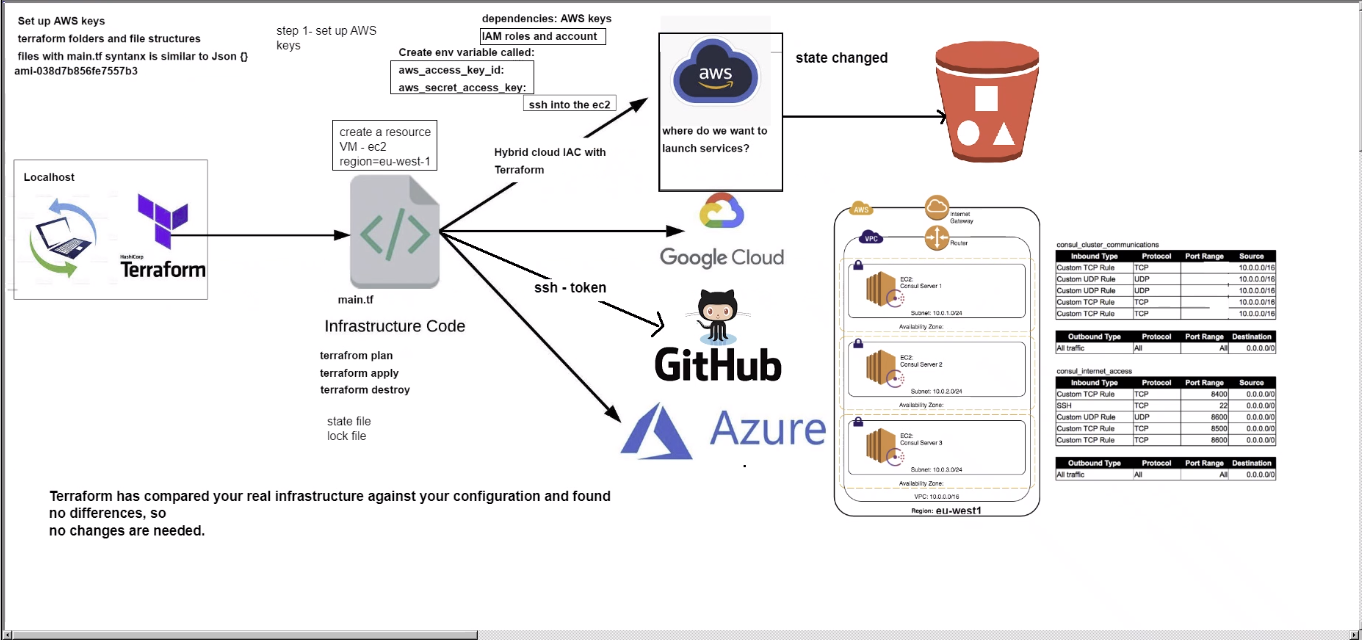 Set up AWS keys
terraform folders and file structures
files with main.tf syntanx is similar to Json {}
ami-038d7b856fe7557b3
step 1- set up AWS
keys
dependencies: AWS keys
IAM roles and account
Create env variable called:
aws_access_key_id:
aws_secret_access_key:
ssh into the ec2
create a resource
VM - ec2
region=eu-west-1
Hybrid cloud IAC with
Terraform
aws
where do we want to
launch services?
state changed
Localhost
HashiCorp
Terraform
main.tf
Infrastructure Code
terrafrom plan
terraform apply
terraform destroy
state file
lock file
Google Cloud
ssh - token
GitHub
Azure
Terraform has compared your real infrastructure against your configuration and found
no differences, so
no changes are needed.
AWS
Internet
Gateway
Router
VPC
EC2:
Consul Server 1
Subnet: 10.0.1.0/24
Availability Zone:
EC2:
Consul Server 2
Subnet: 10.0.2.0/24
Availability Zone:
EC2:
Consul Server 3
Subnet: 10.0.3.0/24
Availability Zone:
VPC: 10.0.0.0/16
Region: eu-west1
consul_cluster_communications
Inbound Type Protocol Port Range Source
Custom TCP Rule TCP 10.0.0.0/16
Custom UDP Rule UDP 10.0.0.0/16
Custom UDP Rule UDP 10.0.0.0/16
Custom TCP Rule TCP 10.0.0.0/16
Custom TCP Rule TCP 10.0.0.0/16
Outbound Type Protocol Port Range Destination
All traffic All All 0.0.0.0/0
consul_internet_access
Inbound Type Protocol Port Range Source
Custom TCP Rule TCP 8400 0.0.0.0/0
SSH TCP 22 0.0.0.0/0
Custom UDP Rule UDP 8600 0.0.0.0/0
Custom TCP Rule TCP 8500 0.0.0.0/0
Custom TCP Rule TCP 8600 0.0.0.0/0
Outbound Type Protocol Port Range Destination
All traffic All All 0.0.0.0/0